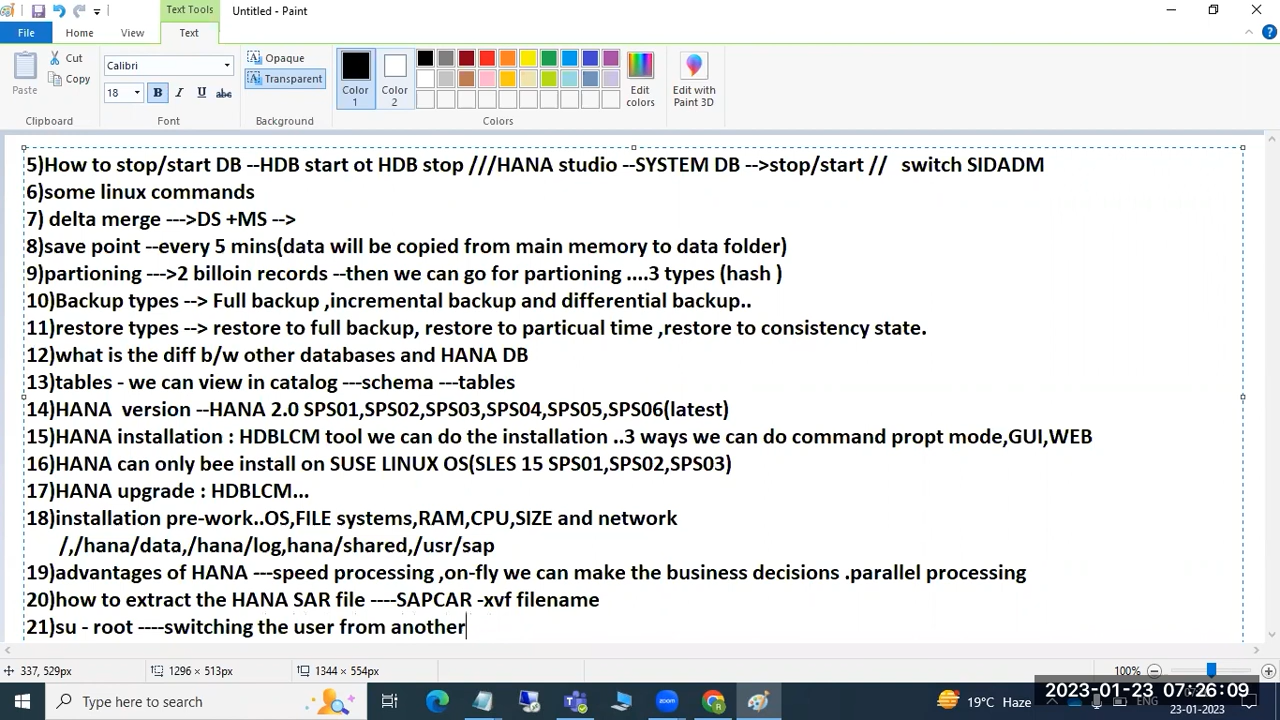 Text Tools
Untitled - Paint
File
Home
View
Text
Paste
Cut
Copy
Clipboard
Calibri
18
B
I
U
abc
Font
Opaque
Transparent
Background
Color 1
Color 2
Edit colors
Colors
Edit with Paint 3D
5)How to stop/start DB --HDB start ot HDB stop ///HANA studio --SYSTEM DB -->stop/start // switch SIDADM
6)some linux commands
7) delta merge --->DS +MS -->
8)save point --every 5 mins(data will be copied from main memory to data folder)
9)partioning --->2 billoin records --then we can go for partioning ....3 types (hash )
10)Backup types --> Full backup ,incremental backup and differential backup..
11)restore types --> restore to full backup, restore to particual time ,restore to consistency state.
12)what is the diff b/w other databases and HANA DB
13)tables - we can view in catalog ---schema ---tables
14)HANA version --HANA 2.0 SPS01,SPS02,SPS03,SPS04,SPS05,SPS06(latest)
15)HANA installation : HDBLCM tool we can do the installation ..3 ways we can do command propt mode,GUI,WEB
16)HANA can only bee install on SUSE LINUX OS(SLES 15 SPS01,SPS02,SPS03)
17)HANA upgrade : HDBLCM...
18)installation pre-work..OS,FILE systems,RAM,CPU,SIZE and network
/,/hana/data,/hana/log,hana/shared,/usr/sap
19)advantages of HANA ---speed processing ,on-fly we can make the business decisions .parallel processing
20)how to extract the HANA SAR file ----SAPCAR -xvf filename
21)su - root ----switching the user from another
337, 529px
1296 × 513px
1344 × 554px
100%
Type here to search
zoom
19°C Haze
ENG
2023-01-23 07:26:09
23-01-2023